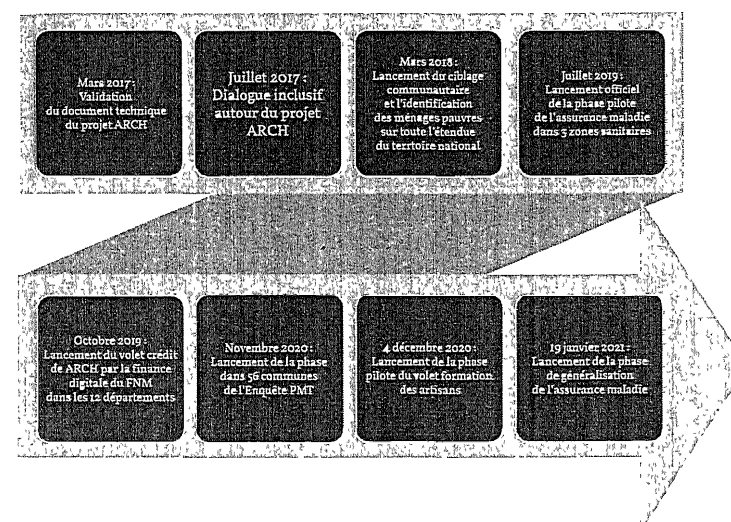 Mars 2017 :
Validation
du document technique
du projet ARCH
Juillet 2017 :
Dialogue inclusif
autour du projet
ARCH
Mars 2018 :
Lancement du ciblage
communautaire
et l'identification
des ménages pauvres
sur toute l'étendue
du terrtoire national
Juillet 2019 :
Lancement officiel
de la phase pilote
de l'assurance maladie
dans 3 zones sanitaires
Octobre 2019 :
Lancement du volet crédit
de ARCH par la finance
digitale du FNM
dans les 12 départements
Novembre 2020 :
Lancement de la phase
dans 56 communes
de l'Enquête PMT
4 décembre 2020 :
Lancement de la phase
pilote du volet formation
des artisans
19 janvier 2021 :
Lancement de la phase
de généralisation
de l'assurance maladie